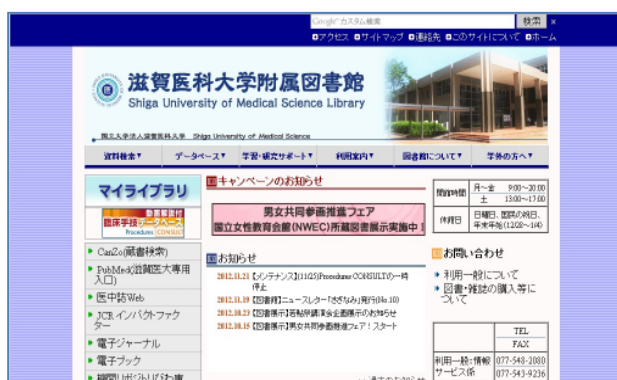 Google™ カスタム検索 検索 ×
アクセス サイトマップ 連絡先 このサイトについて ホーム
滋賀医科大学附属図書館
Shiga University of Medical Science Library
国立大学法人滋賀医科大学 Shiga University of Medical Science
資料検索▼ データベース▼ 学習・研究サポート▼ 利用案内▼ 図書館について▼ 学外の方へ▼
マイライブラリ
動画解説付
臨床手技データベース
Procedures CONSULT
CanZo(蔵書検索)
PubMed(滋賀医大専用入口)
医中誌Web
JCR インパクトファクター
電子ジャーナル
電子ブック
キャンペーンのお知らせ
男女共同参画推進フェア
国立女性教育会館(NWEC)所蔵図書展示実施中!
お知らせ
2012.11.21 【メンテナンス】(11/25)Procedures CONSULTの一時停止
2012.11.19 【図書館】ニュースレター「さざなみ」発行(No.10)
2012.10.23 【図書展示】若鮎祭講演会企画展示のお知らせ
2012.10.15 【図書展示】男女共同参画推進フェア!スタート
開館時間 月～金 9:00～20:00
土 13:00～17:00
休館日 日曜日、国民の祝日、
年末年始(12/28～1/4)
お問い合わせ
利用一般について
図書・雑誌の購入等について
TEL
FAX
利用一般:情報サービス係 077-548-2080
077-543-9236